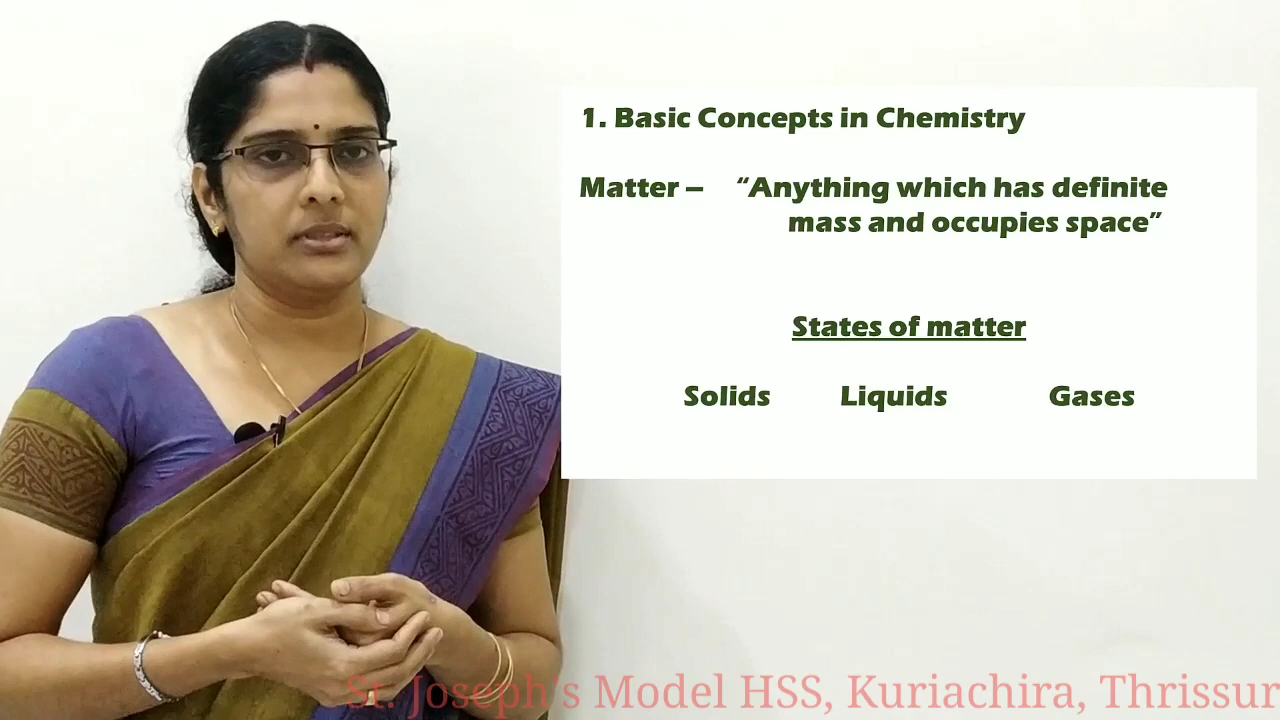 1. Basic Concepts in Chemistry
Matter – “Anything which has definite
mass and occupies space”
States of matter
Solids Liquids Gases
St. Joseph's Model HSS, Kuriachira, Thrissur